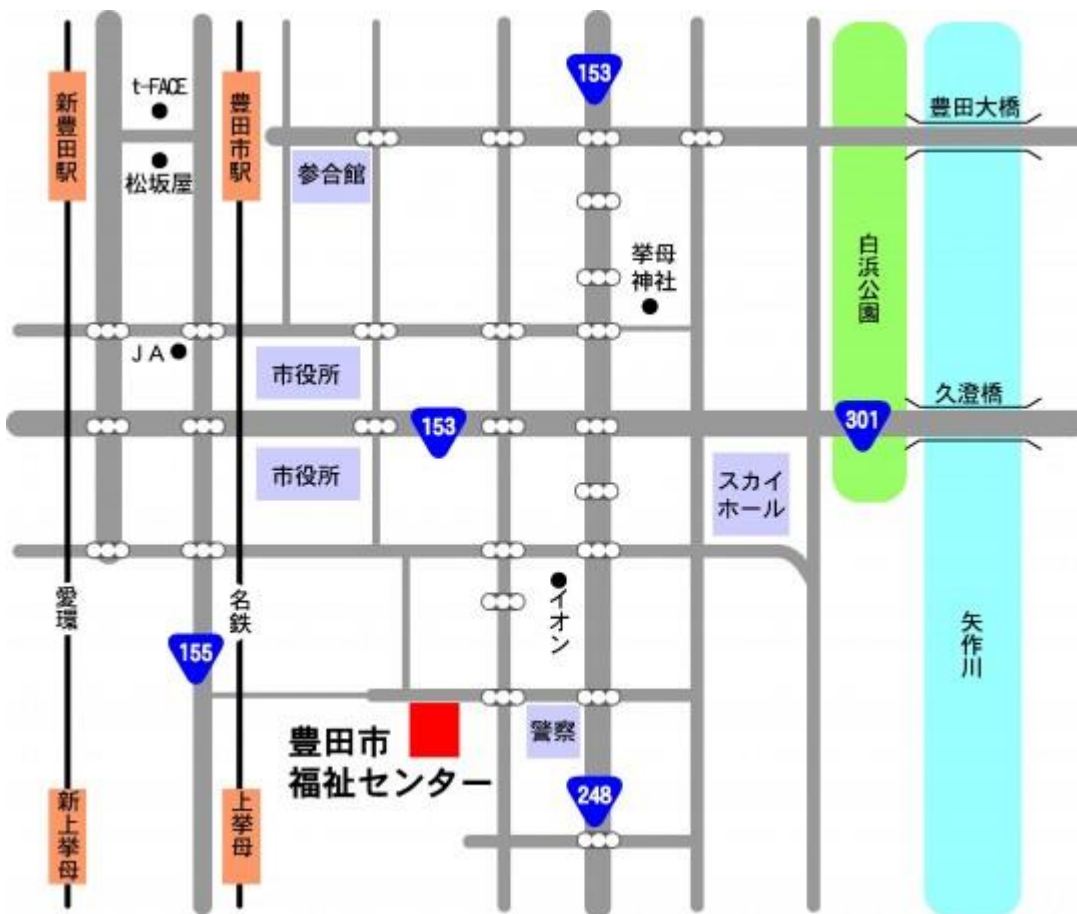 153
t-FACE
新豊田駅
豊田市駅
豊田大橋
松坂屋
参合館
挙母
神社
白浜公園
JA
市役所
久澄橋
153
301
市役所
スカイ
ホール
愛環
名鉄
イオン
矢作川
155
豊田市
福祉センター
警察
248
新上挙母
上挙母